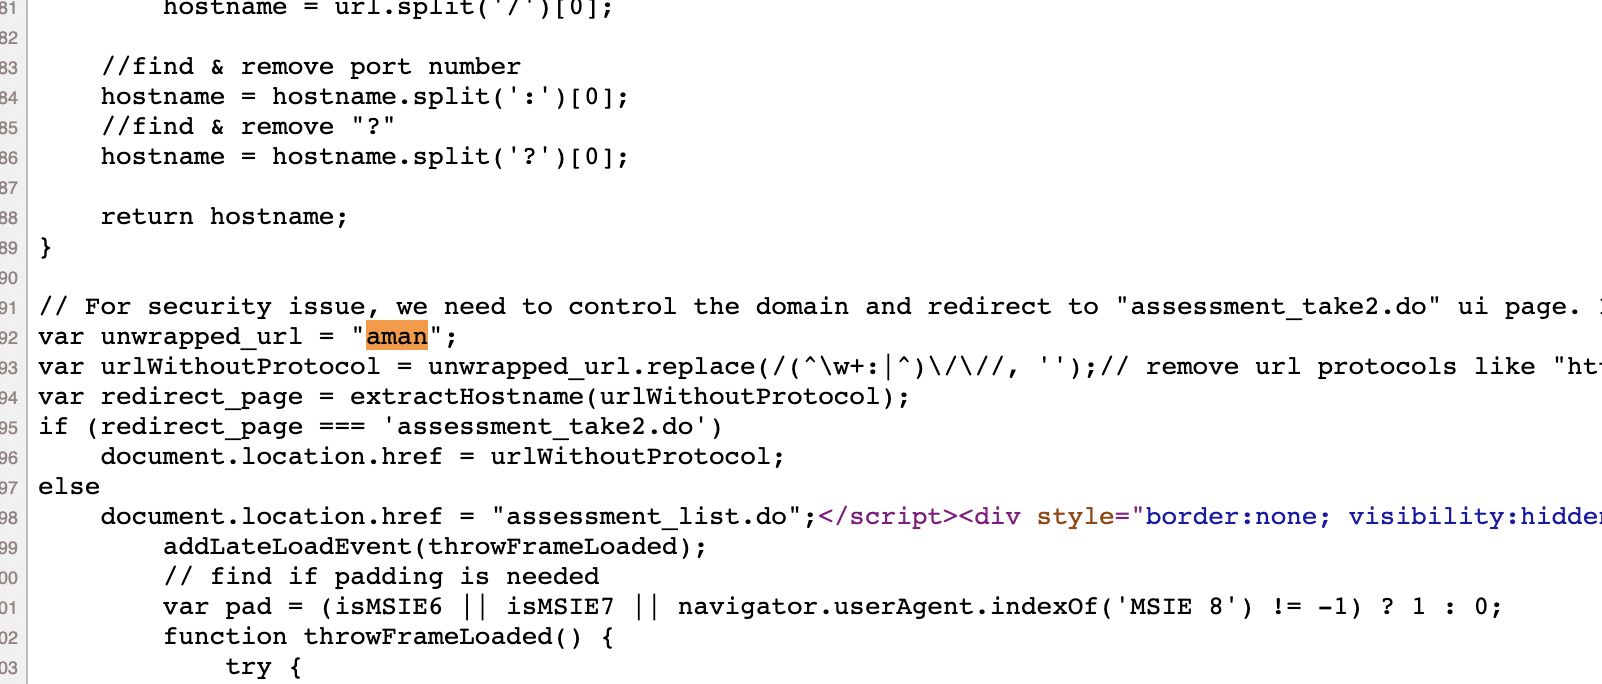 81 hostname = url.split('/')[0];
82
83 //find & remove port number
84 hostname = hostname.split(':')[0];
85 //find & remove "?"
86 hostname = hostname.split('?')[0];
87
88 return hostname;
89 }
90
91 // For security issue, we need to control the domain and redirect to "assessment_take2.do" ui page.
92 var unwrapped_url = "aman";
93 var urlWithoutProtocol = unwrapped_url.replace(/(^\w+:|^)\/\//, '');// remove url protocols like "ht
94 var redirect_page = extractHostname(urlWithoutProtocol);
95 if (redirect_page === 'assessment_take2.do')
96 document.location.href = urlWithoutProtocol;
97 else
98 document.location.href = "assessment_list.do";</script><div style="border:none; visibility:hidde
99 addLateLoadEvent(throwFrameLoaded);
00 // find if padding is needed
01 var pad = (isMSIE6 || isMSIE7 || navigator.userAgent.indexOf('MSIE 8') != -1) ? 1 : 0;
02 function throwFrameLoaded() {
03 try {